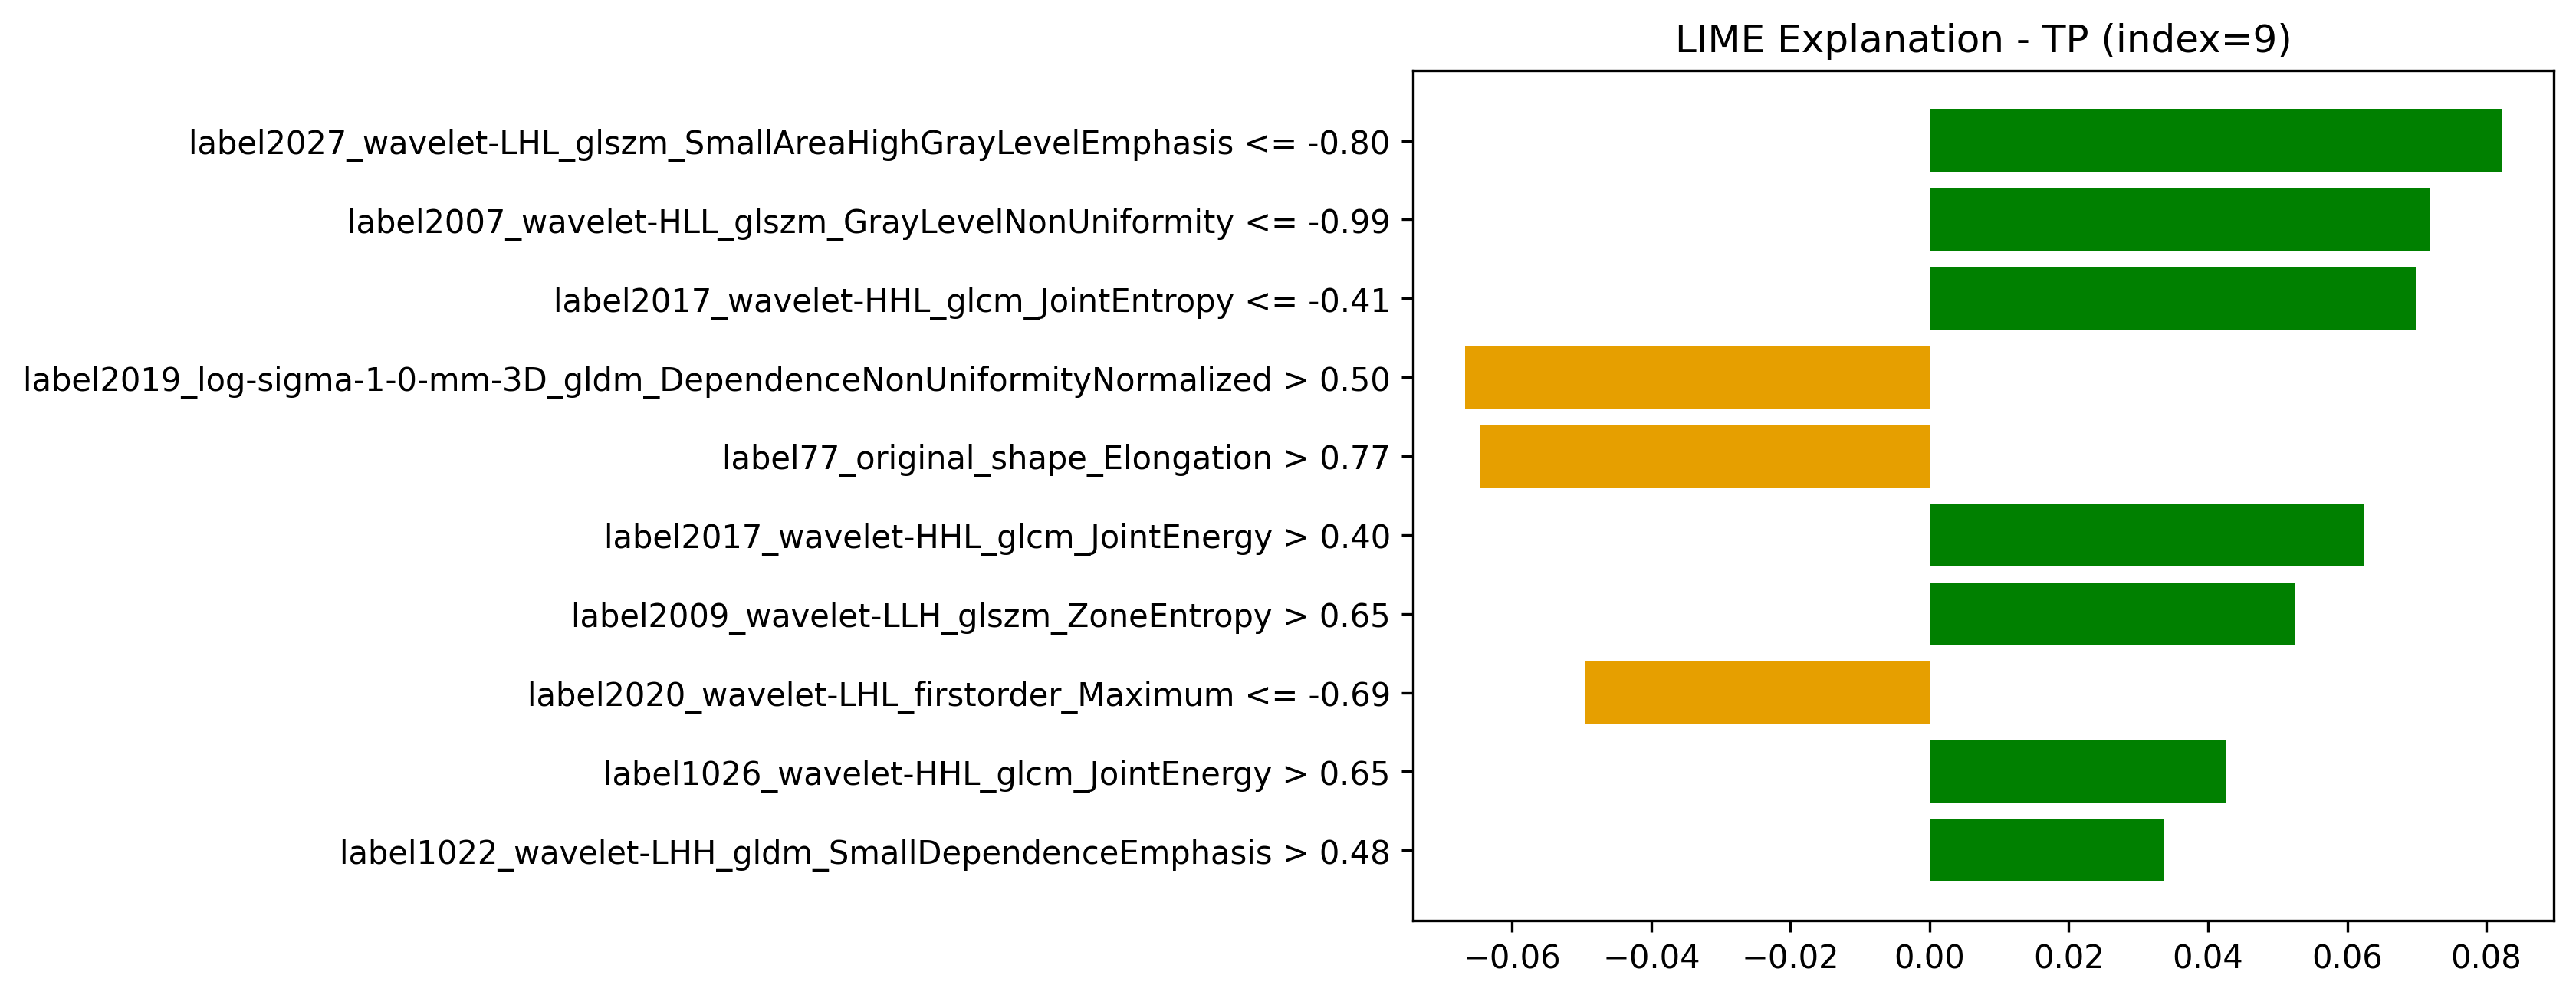 LIME Explanation - TP (index=9)
label2027_wavelet-LHL_glszm_SmallAreaHighGrayLevelEmphasis <= -0.80
label2007_wavelet-HLL_glszm_GrayLevelNonUniformity <= -0.99
label2017_wavelet-HHL_glcm_JointEntropy <= -0.41
label2019_log-sigma-1-0-mm-3D_gldm_DependenceNonUniformityNormalized > 0.50
label77_original_shape_Elongation > 0.77
label2017_wavelet-HHL_glcm_JointEnergy > 0.40
label2009_wavelet-LLH_glszm_ZoneEntropy > 0.65
label2020_wavelet-LHL_firstorder_Maximum <= -0.69
label1026_wavelet-HHL_glcm_JointEnergy > 0.65
label1022_wavelet-LHH_gldm_SmallDependenceEmphasis > 0.48
−0.06 −0.04 −0.02 0.00 0.02 0.04 0.06 0.08